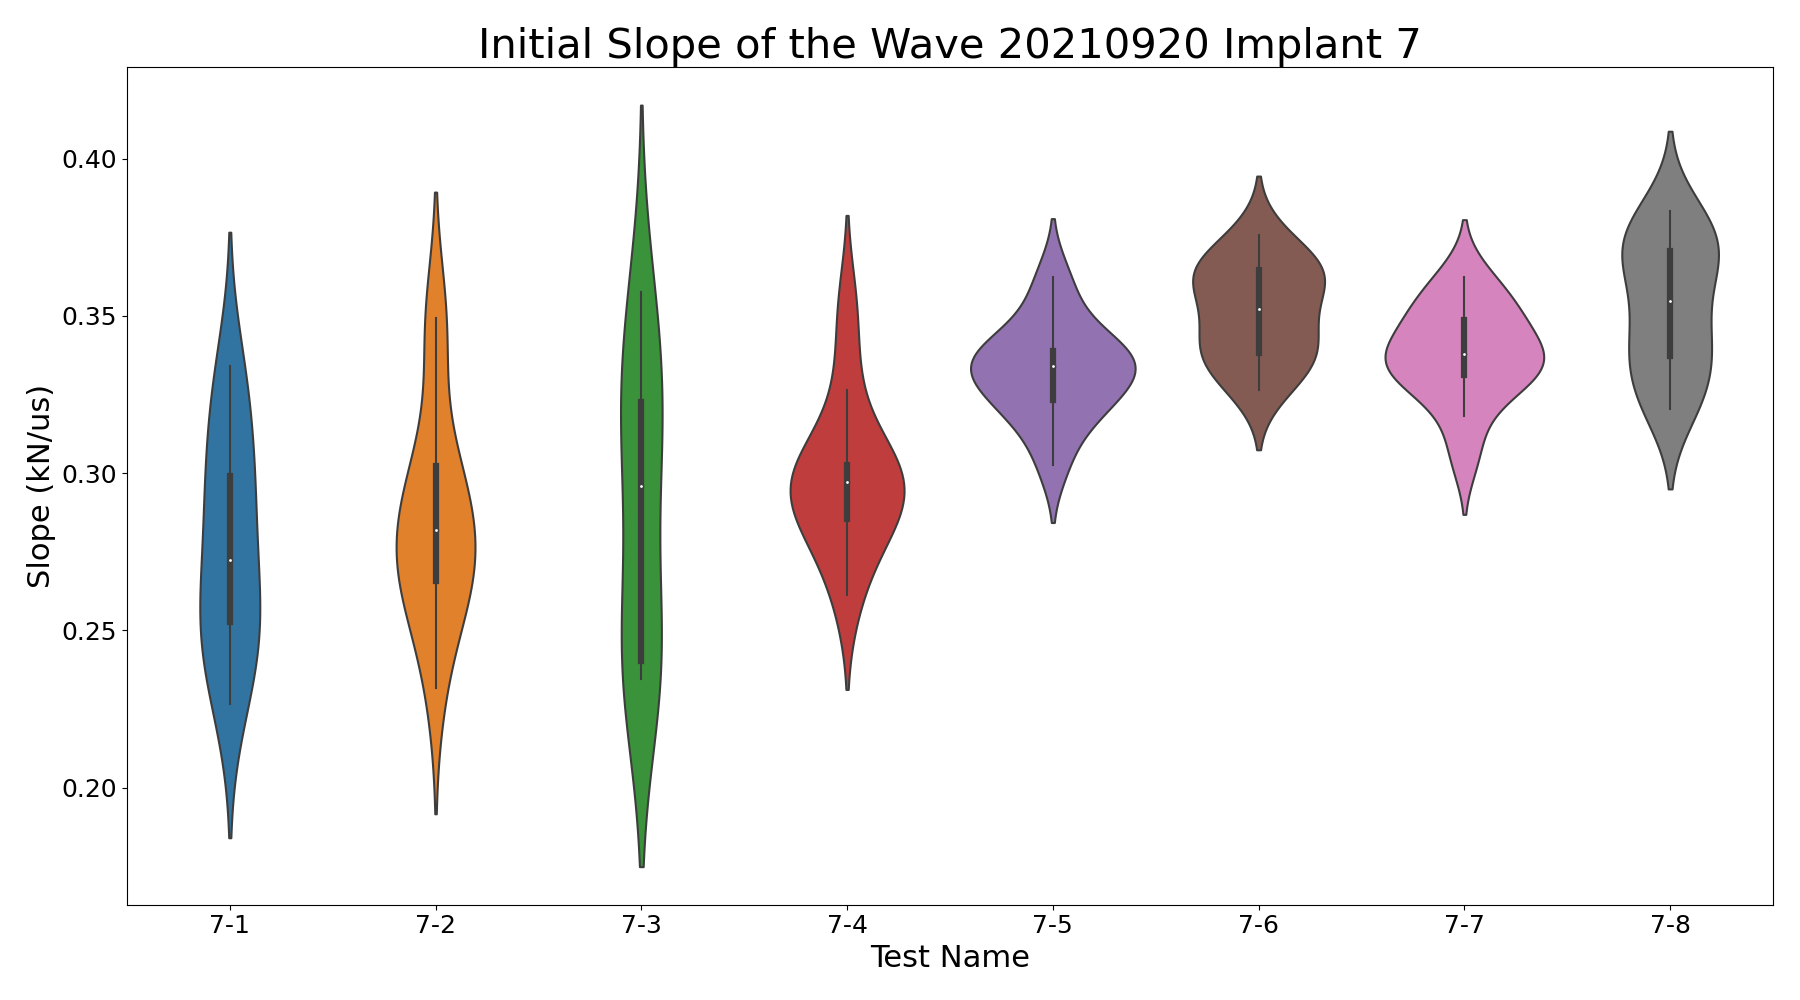 Initial Slope of the Wave 20210920 Implant 7
Slope (kN/us)
0.40
0.35
0.30
0.25
0.20
7-1 7-2 7-3 7-4 7-5 7-6 7-7 7-8
Test Name